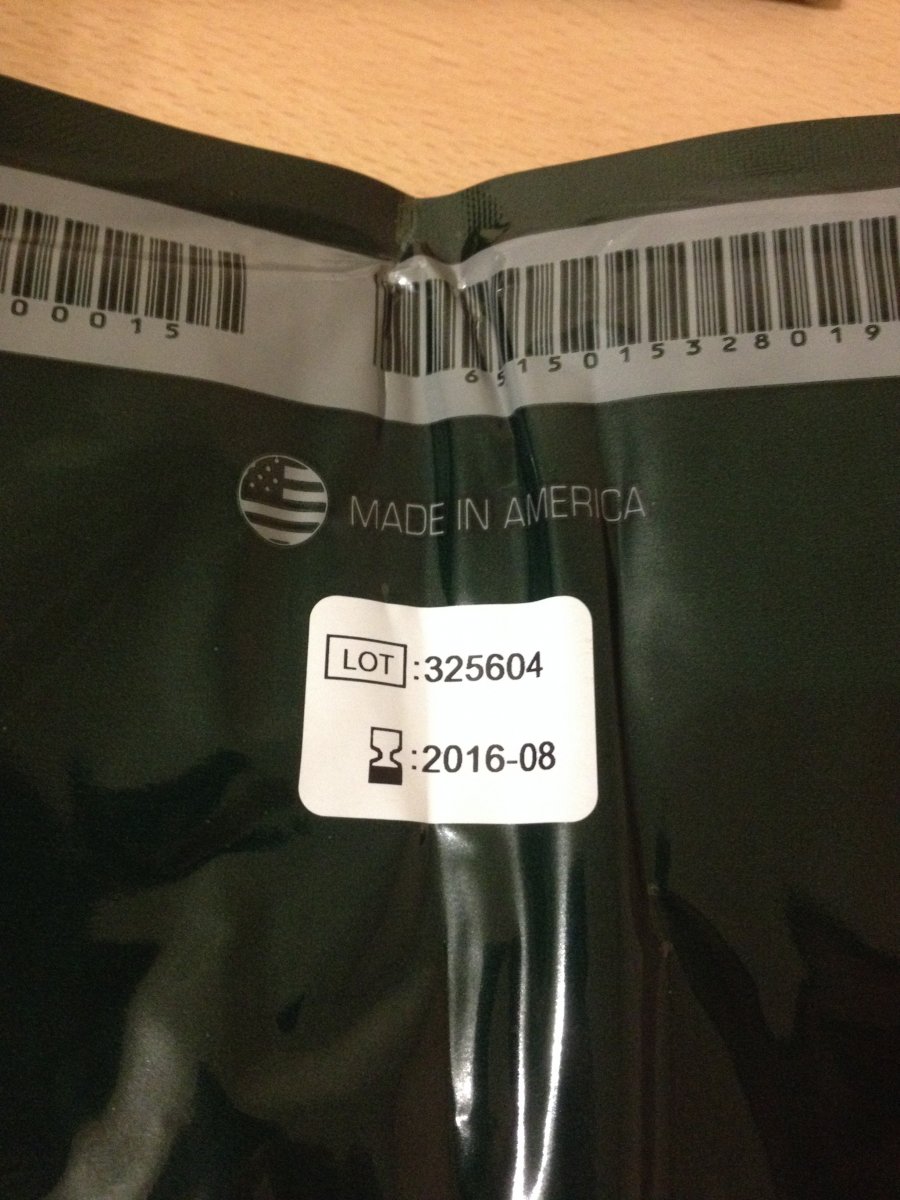 00015
6515015328019
MADE IN AMERICA
LOT :325604
:2016-08